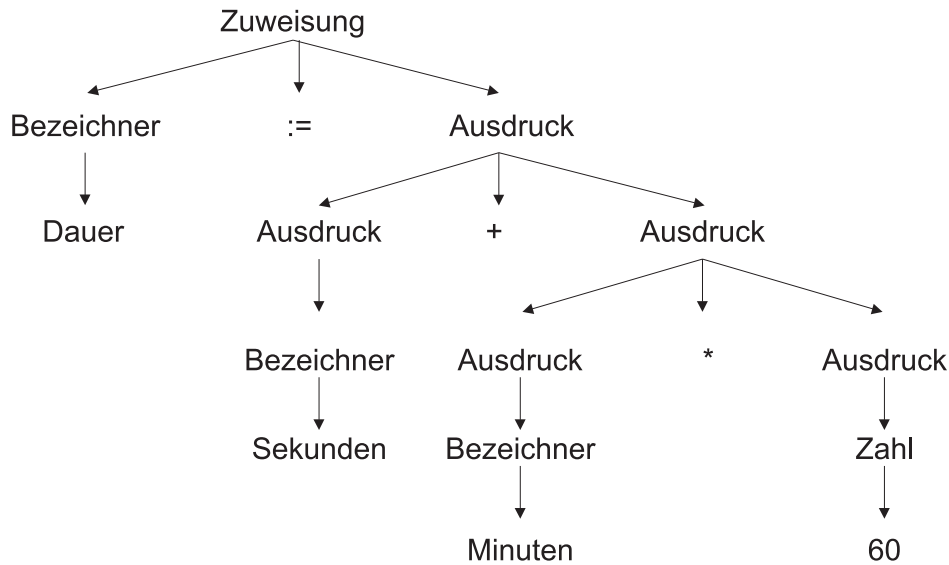 Zuweisung
Bezeichner := Ausdruck
Dauer Ausdruck + Ausdruck
Bezeichner Ausdruck * Ausdruck
Sekunden Bezeichner Zahl
Minuten 60